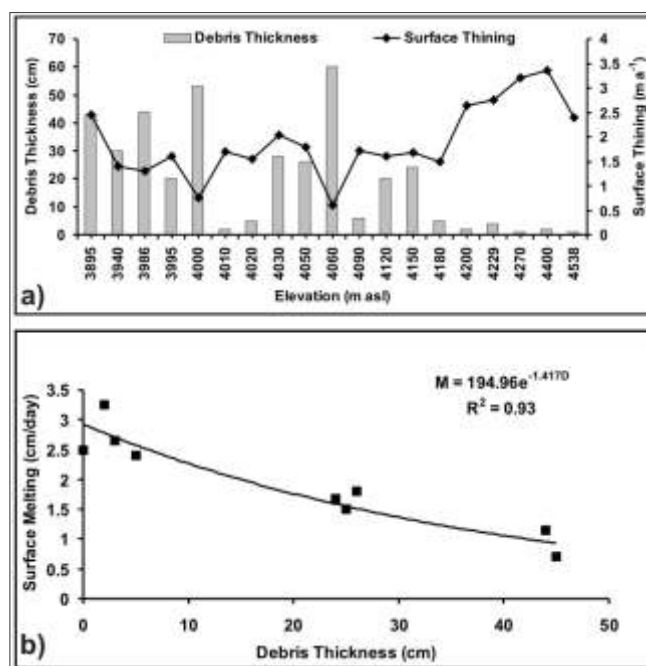 Debris Thickness Surface Thining
70
60
50
40
30
20
10
0
Debris Thickness (cm)
4
3.5
3
2.5
2
1.5
1
0.5
0
Surface Thining (m a-1)
3895 3940 3986 3995 4000 4010 4020 4030 4050 4060 4090 4120 4150 4180 4200 4229 4270 4400 4538
Elevation (m asl)
a)
M = 194.96e-1.417D
R2 = 0.93
3.5
3
2.5
2
1.5
1
0.5
0
Surface Melting (cm/day)
0 10 20 30 40 50
Debris Thickness (cm)
b)